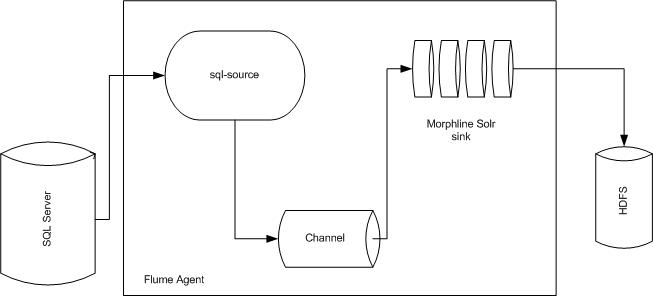 sql-source
Morphline Solr
sink
SQL Server
HDFS
Channel
Flume Agent